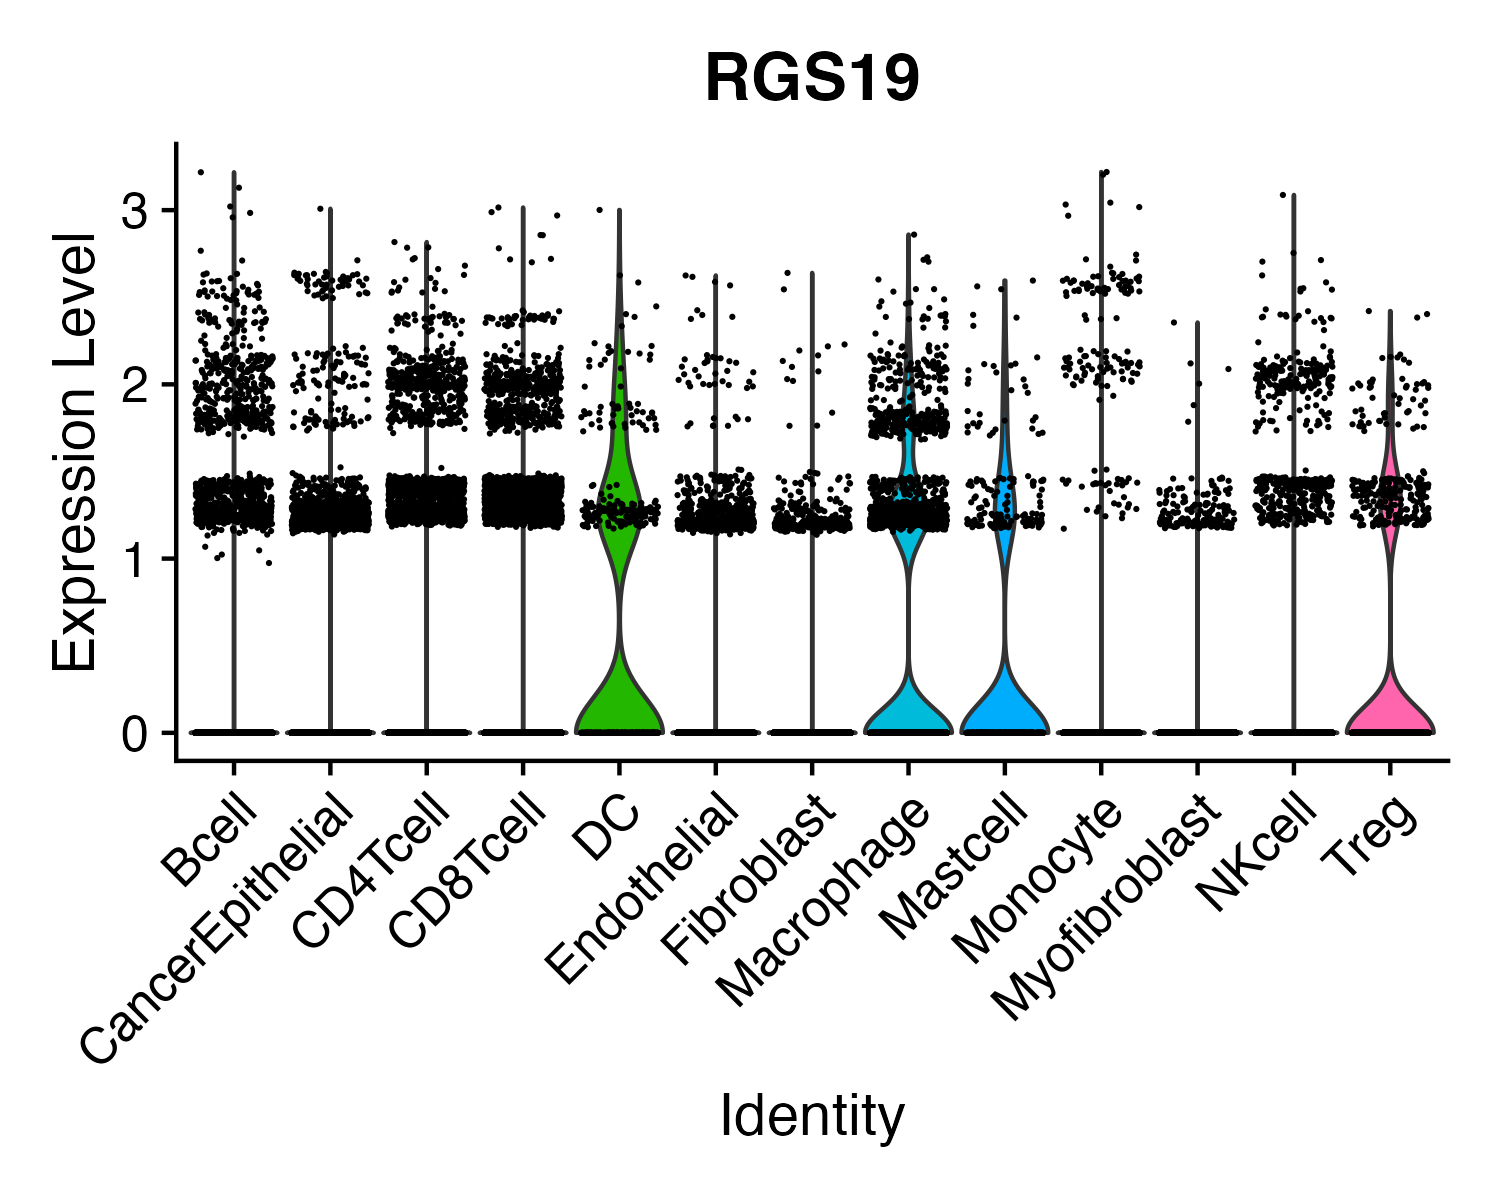 RGS19
Expression Level
3
2
1
0
Bcell
CancerEpithelial
CD4Tcell
CD8Tcell
DC
Endothelial
Fibroblast
Macrophage
Mastcell
Monocyte
Myofibroblast
NKcell
Treg
Identity